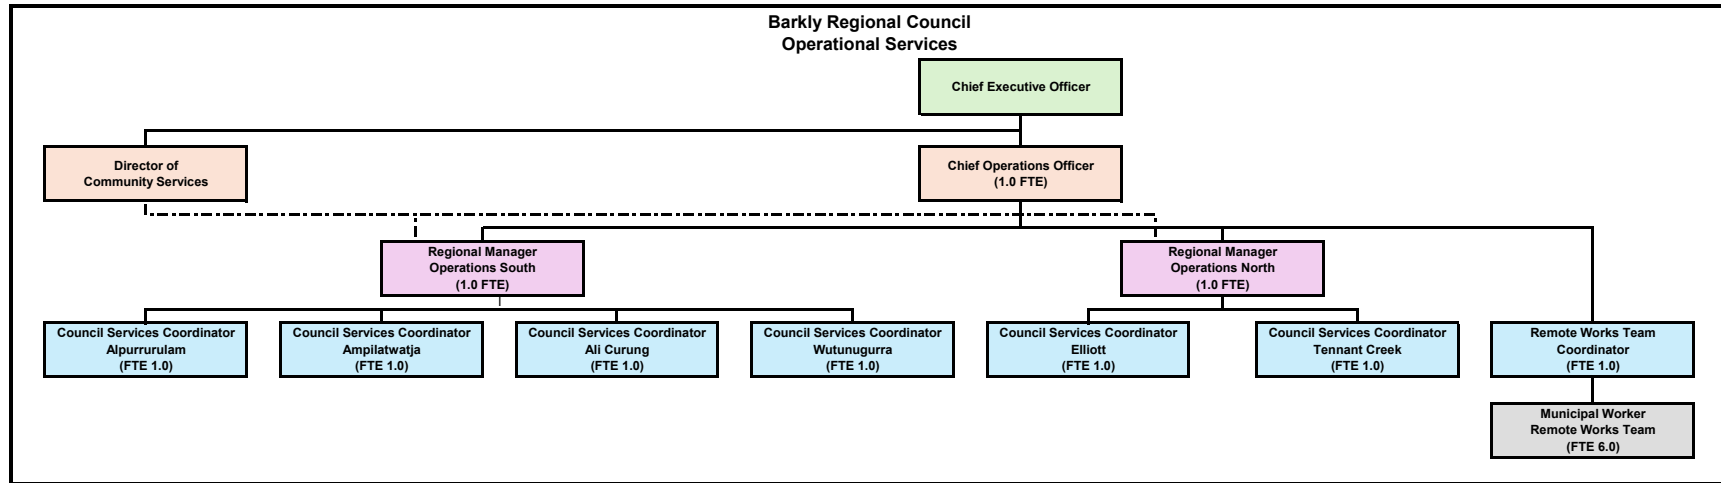 Barkly Regional Council
Operational Services
Chief Executive Officer
Director of
Community Services
Chief Operations Officer
(1.0 FTE)
Regional Manager
Operations South
(1.0 FTE)
Regional Manager
Operations North
(1.0 FTE)
Council Services Coordinator
Alpurrurulam
(FTE 1.0)
Council Services Coordinator
Ampilatwatja
(FTE 1.0)
Council Services Coordinator
Ali Curung
(FTE 1.0)
Council Services Coordinator
Wutunugurra
(FTE 1.0)
Council Services Coordinator
Elliott
(FTE 1.0)
Council Services Coordinator
Tennant Creek
(FTE 1.0)
Remote Works Team
Coordinator
(FTE 1.0)
Municipal Worker
Remote Works Team
(FTE 6.0)